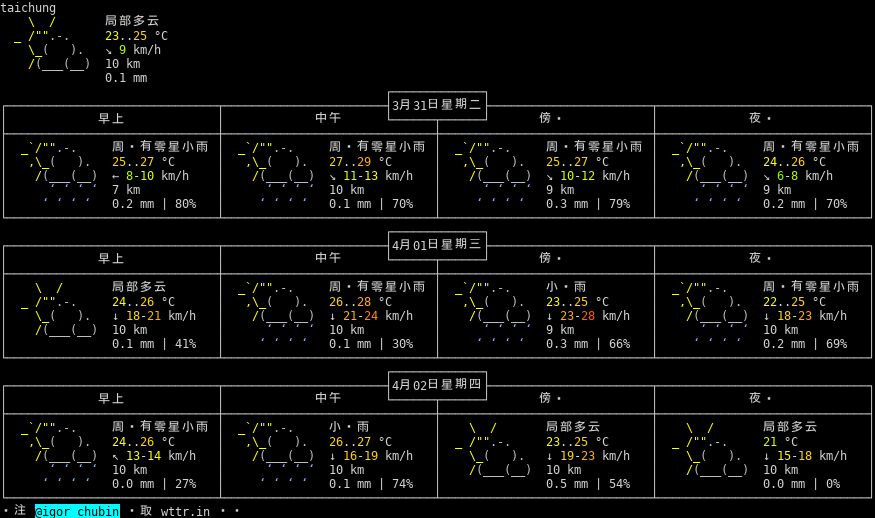 taichung
局部多云
23..25 °C
↘ 9 km/h
10 km
0.1 mm
3月31日星期二
早上 中午 傍・ 夜・
周・有零星小雨 周・有零星小雨 周・有零星小雨 周・有零星小雨
25..27 °C 27..29 °C 25..27 °C 24..26 °C
← 8-10 km/h ↘ 11-13 km/h ↘ 10-12 km/h ↘ 6-8 km/h
7 km 10 km 9 km 9 km
0.2 mm | 80% 0.1 mm | 70% 0.3 mm | 79% 0.2 mm | 70%
4月01日星期三
早上 中午 傍・ 夜・
局部多云 周・有零星小雨 小・雨 周・有零星小雨
24..26 °C 26..28 °C 23..25 °C 22..25 °C
↓ 18-21 km/h ↓ 21-24 km/h ↓ 23-28 km/h ↓ 18-23 km/h
10 km 10 km 9 km 10 km
0.1 mm | 41% 0.1 mm | 30% 0.3 mm | 66% 0.2 mm | 69%
4月02日星期四
早上 中午 傍・ 夜・
周・有零星小雨 小・雨 局部多云 局部多云
24..26 °C 26..27 °C 23..25 °C 21 °C
↖ 13-14 km/h ↓ 16-19 km/h ↓ 19-23 km/h ↓ 15-18 km/h
10 km 10 km 10 km 10 km
0.0 mm | 27% 0.1 mm | 74% 0.5 mm | 54% 0.0 mm | 0%
・注 @igor_chubin ・取 wttr.in ・・